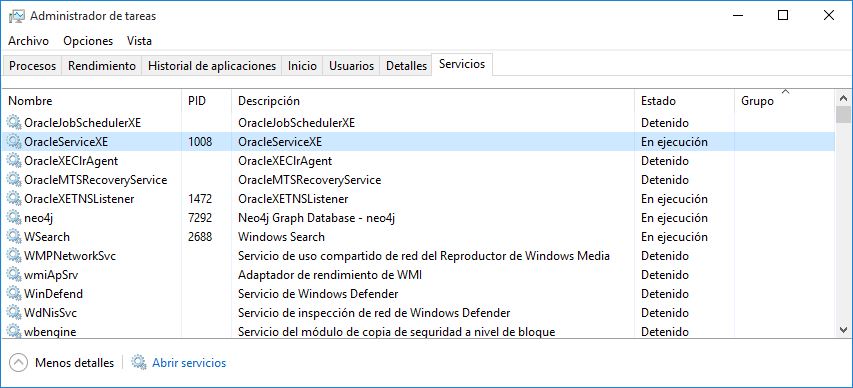 Administrador de tareas
Archivo Opciones Vista
Procesos Rendimiento Historial de aplicaciones Inicio Usuarios Detalles Servicios
Nombre PID Descripción Estado Grupo
OracleJobSchedulerXE OracleJobSchedulerXE Detenido
OracleServiceXE 1008 OracleServiceXE En ejecución
OracleXEClrAgent OracleXEClrAgent Detenido
OracleMTSRecoveryService OracleMTSRecoveryService Detenido
OracleXETNSListener 1472 OracleXETNSListener En ejecución
neo4j 7292 Neo4j Graph Database - neo4j En ejecución
WSearch 2688 Windows Search En ejecución
WMPNetworkSvc Servicio de uso compartido de red del Reproductor de Windows Media Detenido
wmiApSrv Adaptador de rendimiento de WMI Detenido
WinDefend Servicio de Windows Defender Detenido
WdNisSvc Servicio de inspección de red de Windows Defender Detenido
wbengine Servicio del módulo de copia de seguridad a nivel de bloque Detenido
Menos detalles Abrir servicios